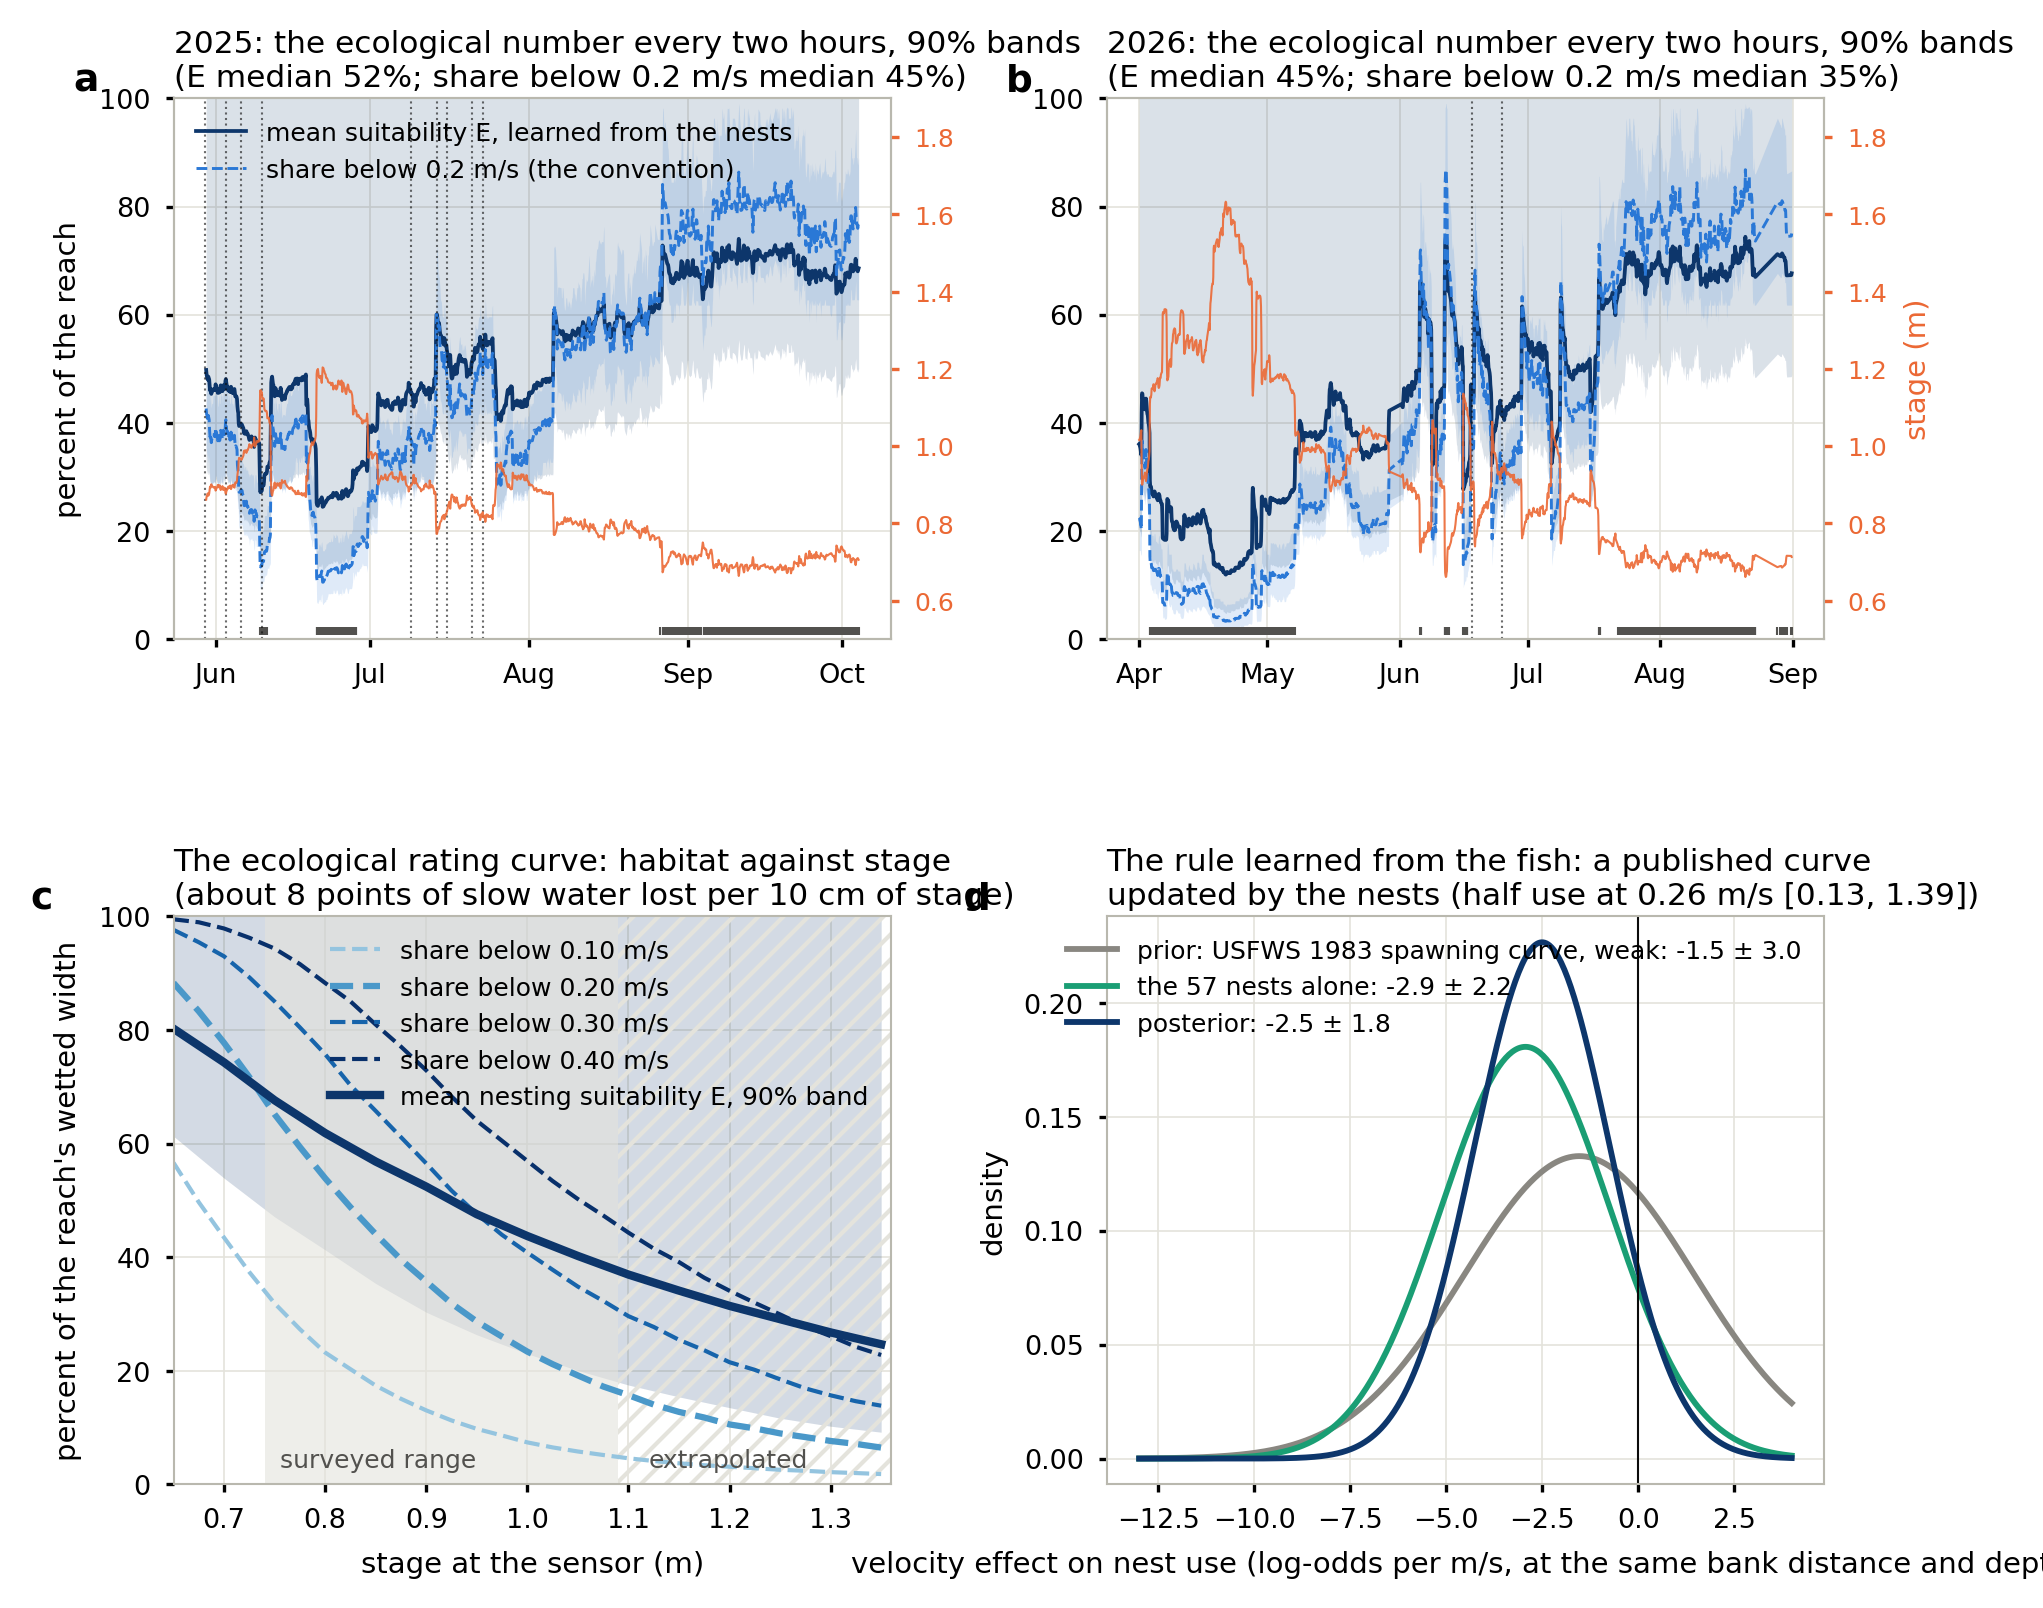 2025: the ecological number every two hours, 90% bands
(E median 52%; share below 0.2 m/s median 45%)
a
100
80
60
40
20
0
percent of the reach
mean suitability E, learned from the nests
share below 0.2 m/s (the convention)
1.8
1.6
1.4
1.2
1.0
0.8
0.6
Jun
Jul
Aug
Sep
Oct
2026: the ecological number every two hours, 90% bands
(E median 45%; share below 0.2 m/s median 35%)
b
100
80
60
40
20
0
1.8
1.6
1.4
1.2
1.0
0.8
0.6
stage (m)
Apr
May
Jun
Jul
Aug
Sep
The ecological rating curve: habitat against stage
(about 8 points of slow water lost per 10 cm of stage)
c
100
80
60
40
20
0
percent of the reach's wetted width
share below 0.10 m/s
share below 0.20 m/s
share below 0.30 m/s
share below 0.40 m/s
mean nesting suitability E, 90% band
surveyed range
extrapolated
0.7
0.8
0.9
1.0
1.1
1.2
1.3
stage at the sensor (m)
The rule learned from the fish: a published curve
updated by the nests (half use at 0.26 m/s [0.13, 1.39])
d
prior: USFWS 1983 spawning curve, weak: -1.5 ± 3.0
the 57 nests alone: -2.9 ± 2.2
posterior: -2.5 ± 1.8
0.20
0.15
0.10
0.05
0.00
density
−12.5
−10.0
−7.5
−5.0
−2.5
0.0
2.5
velocity effect on nest use (log-odds per m/s, at the same bank distance and